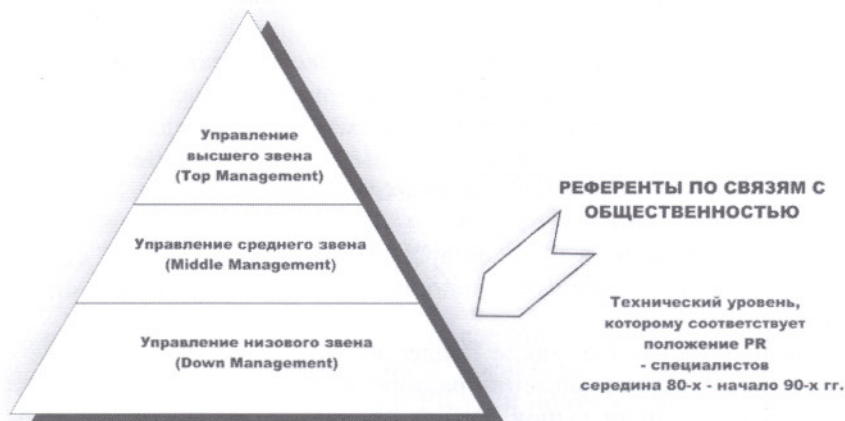 Управление
высшего звена
(Top Management)
Управление среднего звена
(Middle Management)
Управление низового звена
(Down Management)
РЕФЕРЕНТЫ ПО СВЯЗЯМ С
ОБЩЕСТВЕННОСТЬЮ
Технический уровень,
которому соответствует
положение PR
- специалистов
середина 80-х - начало 90-х гг.